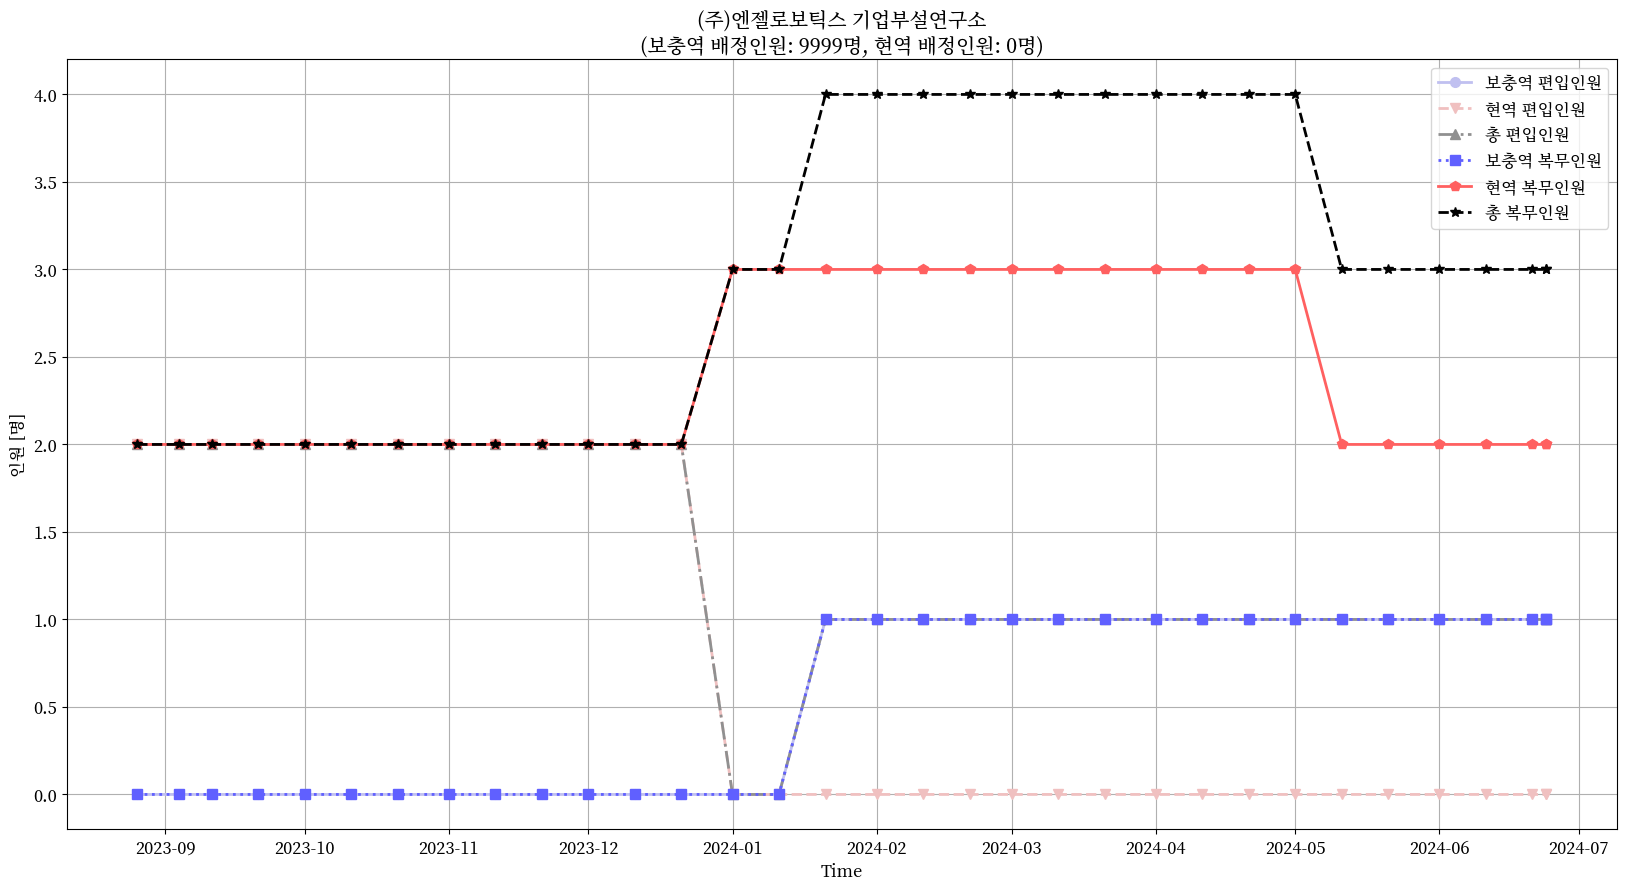 (주)엔젤로보틱스 기업부설연구소
(보충역 배정인원: 9999명, 현역 배정인원: 0명)
보충역 편입인원
현역 편입인원
총 편입인원
보충역 복무인원
현역 복무인원
총 복무인원
4.0
3.5
3.0
2.5
2.0
1.5
1.0
0.5
0.0
인원 [명]
2023-09
2023-10
2023-11
2023-12
2024-01
2024-02
2024-03
2024-04
2024-05
2024-06
2024-07
Time